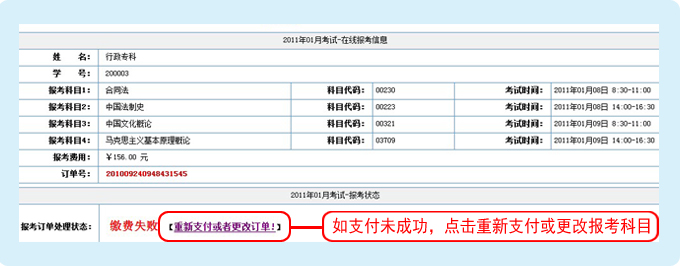 2011年01月考试-在线报考信息
姓 名： 行政专科
学 号： 200003
报考科目1： 合同法 科目代码： 00230 考试时间： 2011年01月08日 8:30-11:00
报考科目2： 中国法制史 科目代码： 00223 考试时间： 2011年01月08日 14:00-16:30
报考科目3： 中国文化概论 科目代码： 00321 考试时间： 2011年01月09日 8:30-11:00
报考科目4： 马克思主义基本原理概论 科目代码： 03709 考试时间： 2011年01月09日 14:00-16:30
报考费用： ￥156.00 元
订单号： 201009240948431545
2011年01月考试-报考状态
报考订单处理状态： 缴费失败 【重新支付或者更改订单!】 如支付未成功，点击重新支付或更改报考科目